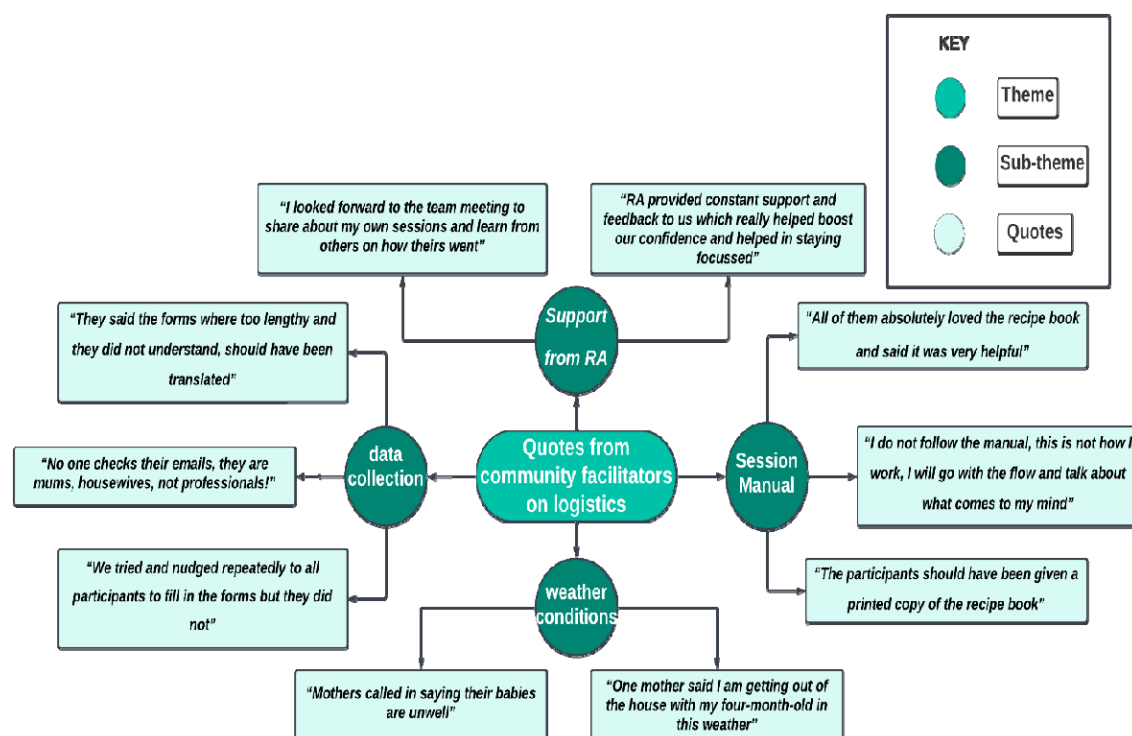 KEY
Theme
Sub-theme
Quotes
“I looked forward to the team meeting to
share about my own sessions and learn from
others on how theirs went”
“RA provided constant support and
feedback to us which really helped boost
our confidence and helped in staying
focussed”
Support
from RA
“They said the forms where too lengthy and
they did not understand, should have been
translated”
“All of them absolutely loved the recipe book
and said it was very helpful”
data
collection
Quotes from
community facilitators
on logistics
Session
Manual
“No one checks their emails, they are
mums, housewives, not professionals!”
“I do not follow the manual, this is not how I
work, I will go with the flow and talk about
what comes to my mind”
“We tried and nudged repeatedly to all
participants to fill in the forms but they did
not”
“The participants should have been given a
printed copy of the recipe book”
weather
conditions
“Mothers called in saying their babies
are unwell”
“One mother said I am getting out of
the house with my four-month-old in
this weather”